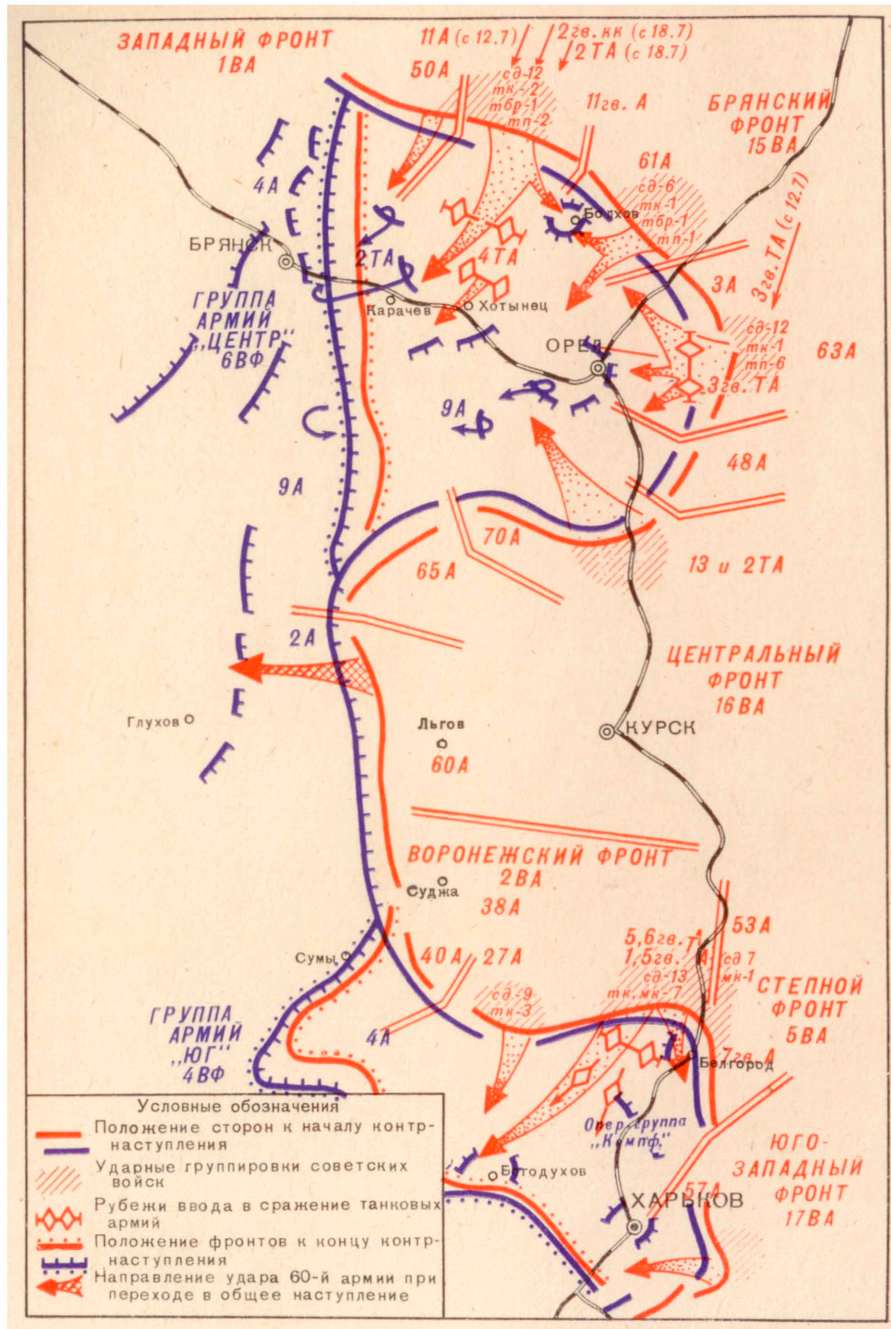 ЗАПАДНЫЙ ФРОНТ
1ВА
11А (с 12.7)
2гв.кк (с 18.7)
2ТА (с 18.7)
50А
сд-12
тк-2
тбр-1
тп-2
11гв. А
БРЯНСКИЙ
ФРОНТ
15ВА
61А
сд-6
тк-1
тбр-1
тп-1
4А
Болхов
БРЯНСК
2ТА
4ТА
3А
3гв. ТА (с 12.7)
ГРУППА
АРМИЙ
„ЦЕНТР"
6ВФ
Карачев
Хотынец
ОРЕЛ
сд-12
тк-1
тп-6
63А
3гв. ТА
9А
9А
48А
70А
65А
13 и 2ТА
2А
ЦЕНТРАЛЬНЫЙ
ФРОНТ
16ВА
Глухов
Льгов
60А
КУРСК
ВОРОНЕЖСКИЙ ФРОНТ
2ВА
Суджа
38А
53А
Сумы
40А
27А
5,6гв. А
1,5гв. ТА
сд-13
тк, мк-7
сд 7
мк-1
сд-9
тк-3
СТЕПНОЙ
ФРОНТ
5ВА
ГРУППА
АРМИЙ
„ЮГ"
4ВФ
4А
7гв. А
Белгород
Опер. группа
„Кемпф"
Богодухов
57А
ХАРЬКОВ
ЮГО-
ЗАПАДНЫЙ
ФРОНТ
17ВА
Условные обозначения
Положение сторон к началу контр-
наступления
Ударные группировки советских
войск
Рубежи ввода в сражение танковых
армий
Положение фронтов к концу контр-
наступления
Направление удара 60-й армии при
переходе в общее наступление